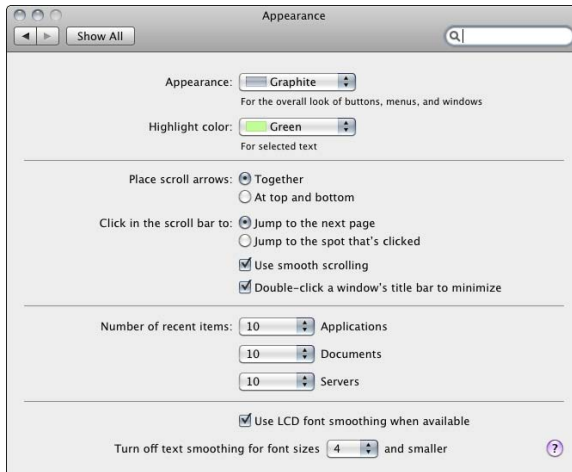 Appearance
Show All
Appearance: Graphite
For the overall look of buttons, menus, and windows
Highlight color: Green
For selected text
Place scroll arrows: Together
At top and bottom
Click in the scroll bar to: Jump to the next page
Jump to the spot that's clicked
Use smooth scrolling
Double-click a window's title bar to minimize
Number of recent items: 10 Applications
10 Documents
10 Servers
Use LCD font smoothing when available
Turn off text smoothing for font sizes 4 and smaller ?